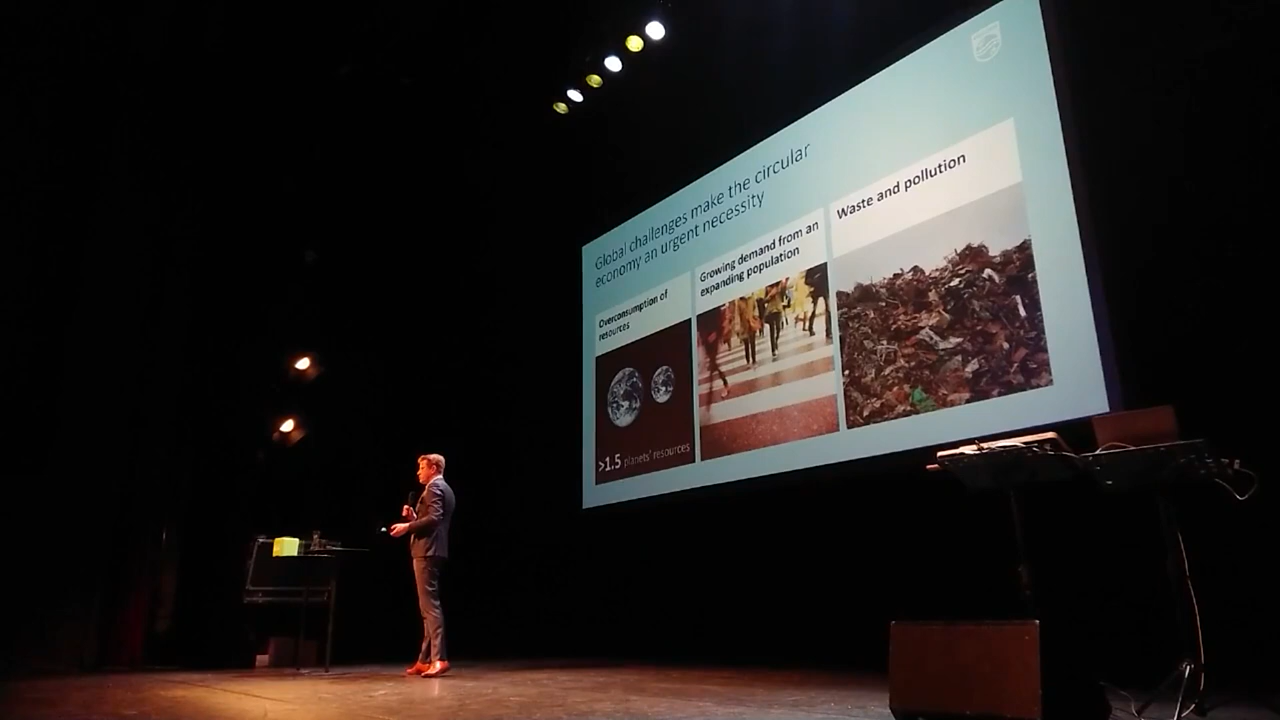 Global challenges make the circular
economy an urgent necessity
Overconsumption of
resources
>1.5 planets' resources
Growing demand from an
expanding population
Waste and pollution